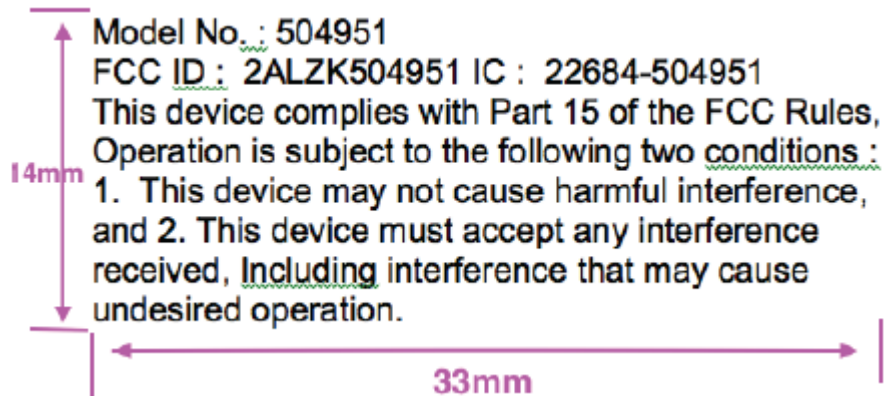 Model No. : 504951
FCC ID :  2ALZK504951 IC :  22684-504951
This device complies with Part 15 of the FCC Rules,
Operation is subject to the following two conditions :
14mm
1.  This device may not cause harmful interference,
and 2. This device must accept any interference
received, Including interference that may cause
undesired operation.
33mm